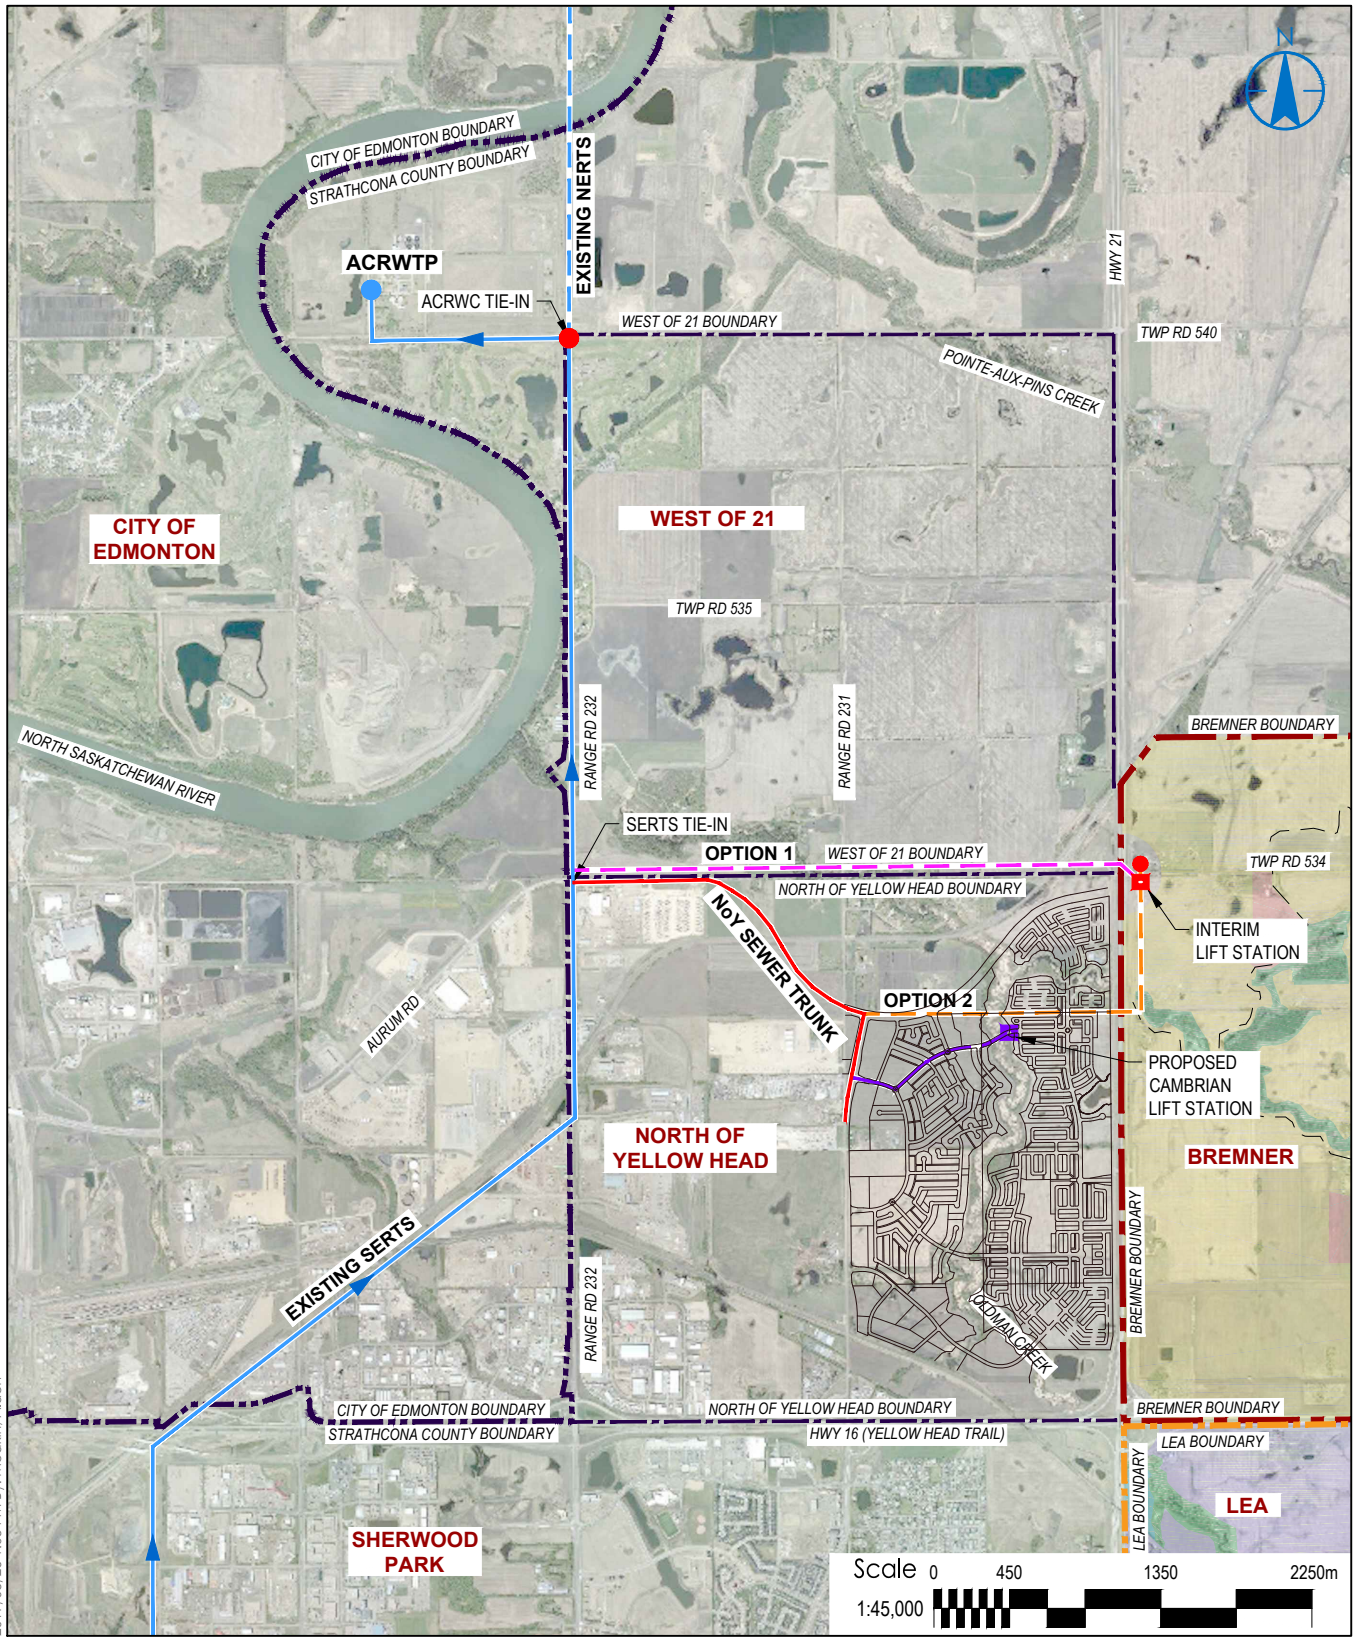 N
CITY OF EDMONTON BOUNDARY
STRATHCONA COUNTY BOUNDARY
EXISTING NERTS
HWY 21
ACRWTP
ACRWC TIE-IN
WEST OF 21 BOUNDARY
TWP RD 540
POINTE-AUX-PINS CREEK
CITY OF
EDMONTON
WEST OF 21
TWP RD 535
RANGE RD 232
RANGE RD 231
BREMNER BOUNDARY
NORTH SASKATCHEWAN RIVER
SERTS TIE-IN
OPTION 1
WEST OF 21 BOUNDARY
TWP RD 534
NORTH OF YELLOW HEAD BOUNDARY
NoY SEWER TRUNK
INTERIM
LIFT STATION
OPTION 2
AURUM RD
PROPOSED
CAMBRIAN
LIFT STATION
NORTH OF
YELLOW HEAD
BREMNER
BREMNER BOUNDARY
EXISTING SERTS
RANGE RD 232
OLDMAN CREEK
CITY OF EDMONTON BOUNDARY
STRATHCONA COUNTY BOUNDARY
NORTH OF YELLOW HEAD BOUNDARY
HWY 16 (YELLOW HEAD TRAIL)
BREMNER BOUNDARY
LEA BOUNDARY
LEA BOUNDARY
LEA
SHERWOOD
PARK
Scale 0 450 1350 2250m
1:45,000